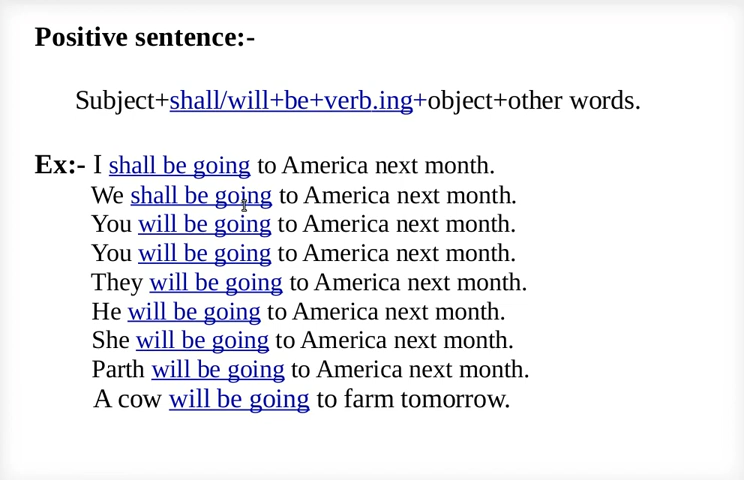 Positive sentence:-
Subject+shall/will+be+verb.ing+object+other words.
Ex:- I shall be going to America next month.
We shall be going to America next month.
You will be going to America next month.
You will be going to America next month.
They will be going to America next month.
He will be going to America next month.
She will be going to America next month.
Parth will be going to America next month.
A cow will be going to farm tomorrow.